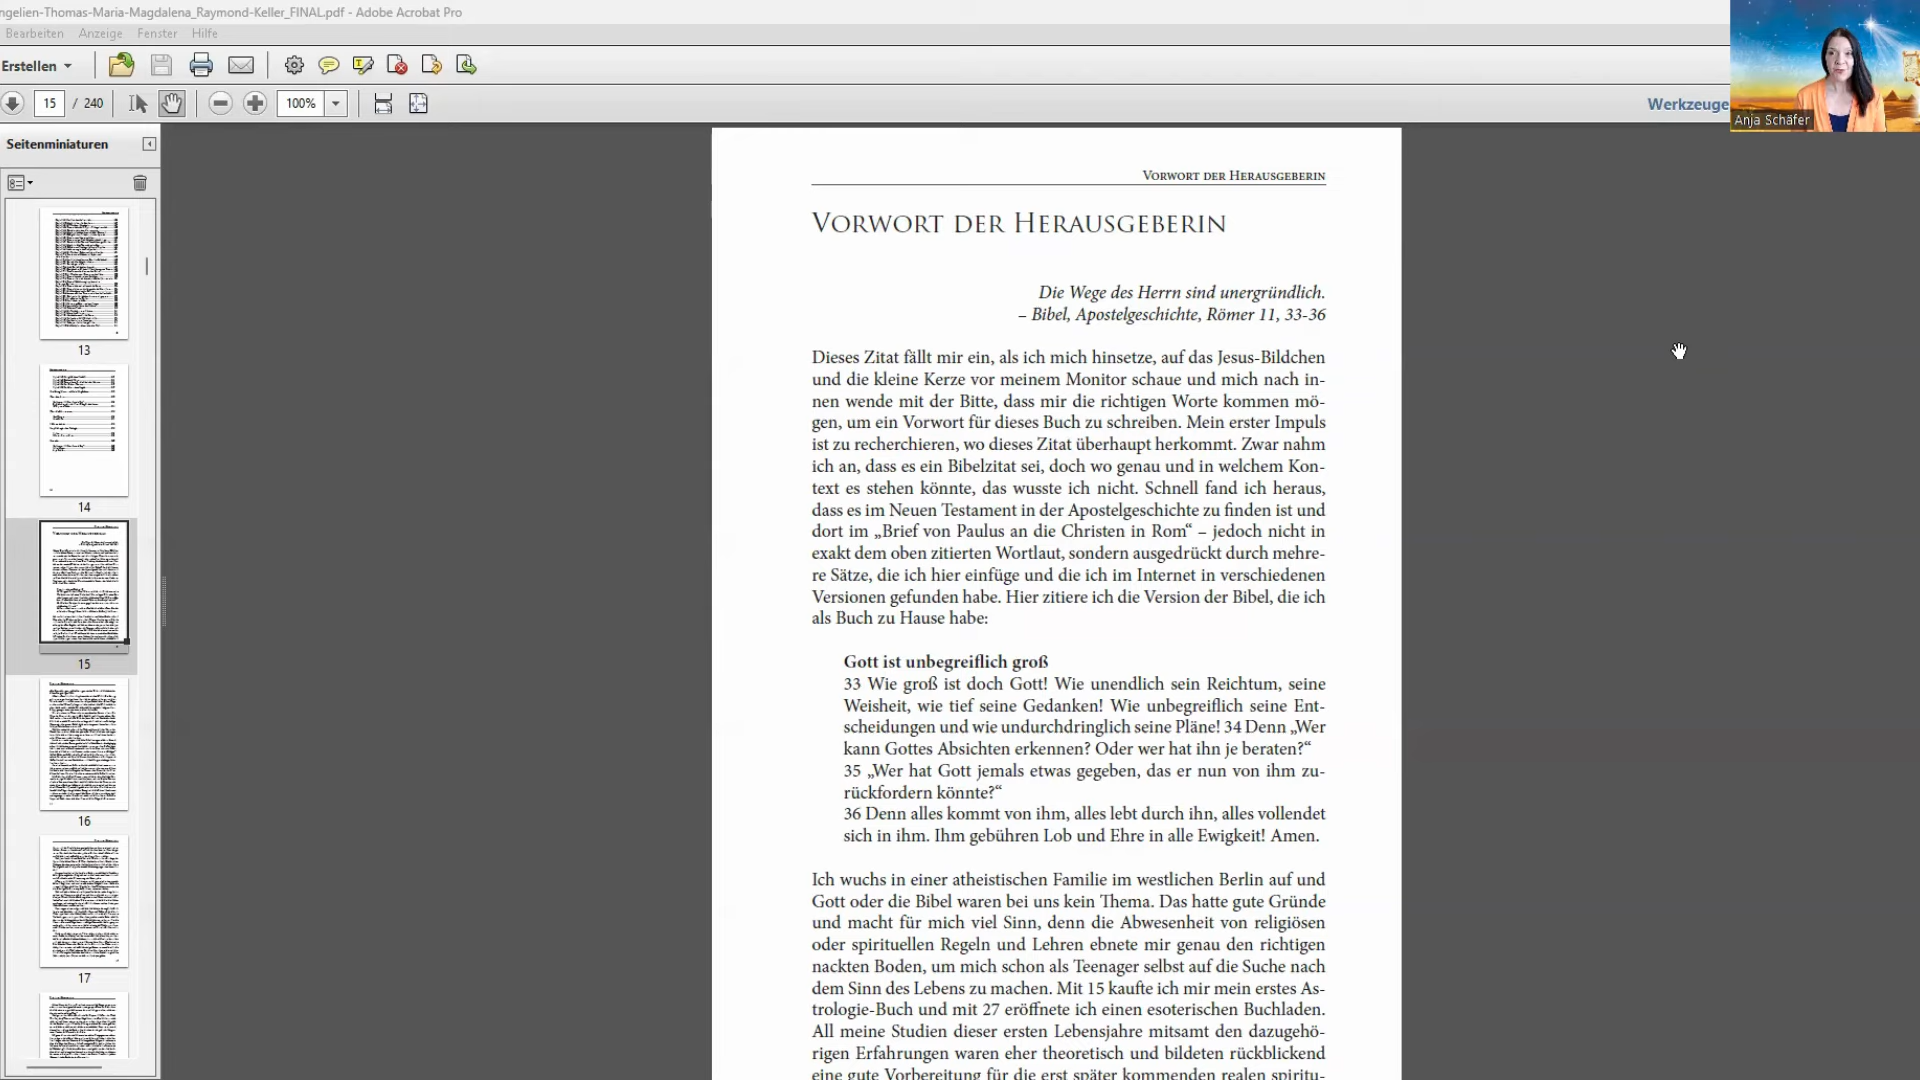 ngelien-Thomas-Maria-Magdalena_Raymond-Keller_FINAL.pdf - Adobe Acrobat Pro
Bearbeiten Anzeige Fenster Hilfe
Erstellen
15 / 240
100%
Werkzeuge
Anja Schäfer
Seitenminiaturen
13
14
15
16
17
Vorwort der Herausgeberin
Vorwort der Herausgeberin
Die Wege des Herrn sind unergründlich.
– Bibel, Apostelgeschichte, Römer 11, 33-36
Dieses Zitat fällt mir ein, als ich mich hinsetze, auf das Jesus-Bildchen
und die kleine Kerze vor meinem Monitor schaue und mich nach in-
nen wende mit der Bitte, dass mir die richtigen Worte kommen mö-
gen, um ein Vorwort für dieses Buch zu schreiben. Mein erster Impuls
ist zu recherchieren, wo dieses Zitat überhaupt herkommt. Zwar nahm
ich an, dass es ein Bibelzitat sei, doch wo genau und in welchem Kon-
text es stehen könnte, das wusste ich nicht. Schnell fand ich heraus,
dass es im Neuen Testament in der Apostelgeschichte zu finden ist und
dort im „Brief von Paulus an die Christen in Rom“ – jedoch nicht in
exakt dem oben zitierten Wortlaut, sondern ausgedrückt durch mehre-
re Sätze, die ich hier einfüge und die ich im Internet in verschiedenen
Versionen gefunden habe. Hier zitiere ich die Version der Bibel, die ich
als Buch zu Hause habe:
Gott ist unbegreiflich groß
33 Wie groß ist doch Gott! Wie unendlich sein Reichtum, seine
Weisheit, wie tief seine Gedanken! Wie unbegreiflich seine Ent-
scheidungen und wie undurchdringlich seine Pläne! 34 Denn „Wer
kann Gottes Absichten erkennen? Oder wer hat ihn je beraten?“
35 „Wer hat Gott jemals etwas gegeben, das er nun von ihm zu-
rückfordern könnte?“
36 Denn alles kommt von ihm, alles lebt durch ihn, alles vollendet
sich in ihm. Ihm gebühren Lob und Ehre in alle Ewigkeit! Amen.
Ich wuchs in einer atheistischen Familie im westlichen Berlin auf und
Gott oder die Bibel waren bei uns kein Thema. Das hatte gute Gründe
und macht für mich viel Sinn, denn die Abwesenheit von religiösen
oder spirituellen Regeln und Lehren ebnete mir genau den richtigen
nackten Boden, um mich schon als Teenager selbst auf die Suche nach
dem Sinn des Lebens zu machen. Mit 15 kaufte ich mir mein erstes As-
trologie-Buch und mit 27 eröffnete ich einen esoterischen Buchladen.
All meine Studien dieser ersten Lebensjahre mitsamt den dazugehö-
rigen Erfahrungen waren eher theoretisch und bildeten rückblickend
eine gute Vorbereitung für die erst später kommenden realen spiritu-